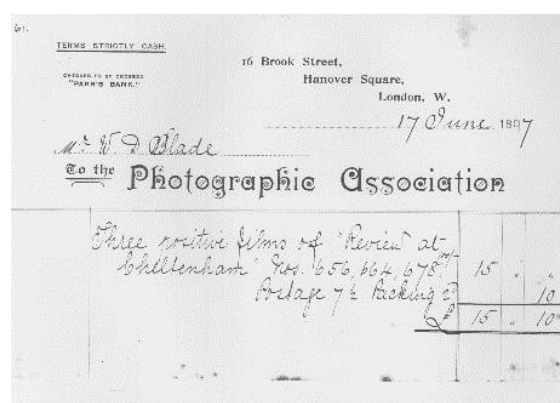 61.
TERMS STRICTLY CASH.
CHEQUES TO BE CROSSED
"PARR'S BANK."
16 Brook Street,
Hanover Square,
London, W.
17 June 1897
Mr. W. D. Slade
To the Photographic Association
Three positive films of "Review at
Cheltenham" Nos. 656, 664, 678 15 " "
Postage 7½ Packing 10
£ 15 " 10